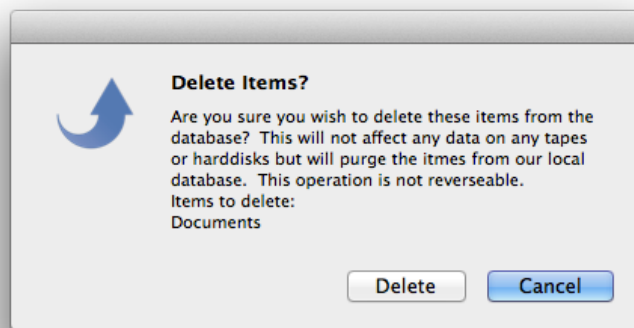 Delete Items?
Are you sure you wish to delete these items from the
database?  This will not affect any data on any tapes
or harddisks but will purge the itmes from our local
database.  This operation is not reverseable.
Items to delete:
Documents
Delete
Cancel